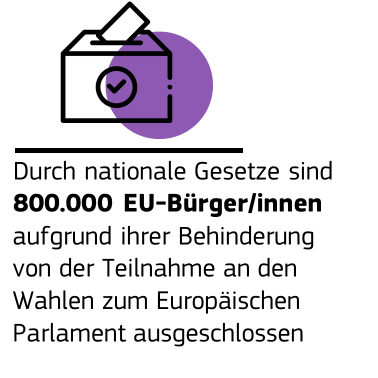 Durch nationale Gesetze sind
800.000 EU-Bürger/innen
aufgrund ihrer Behinderung
von der Teilnahme an den
Wahlen zum Europäischen
Parlament ausgeschlossen